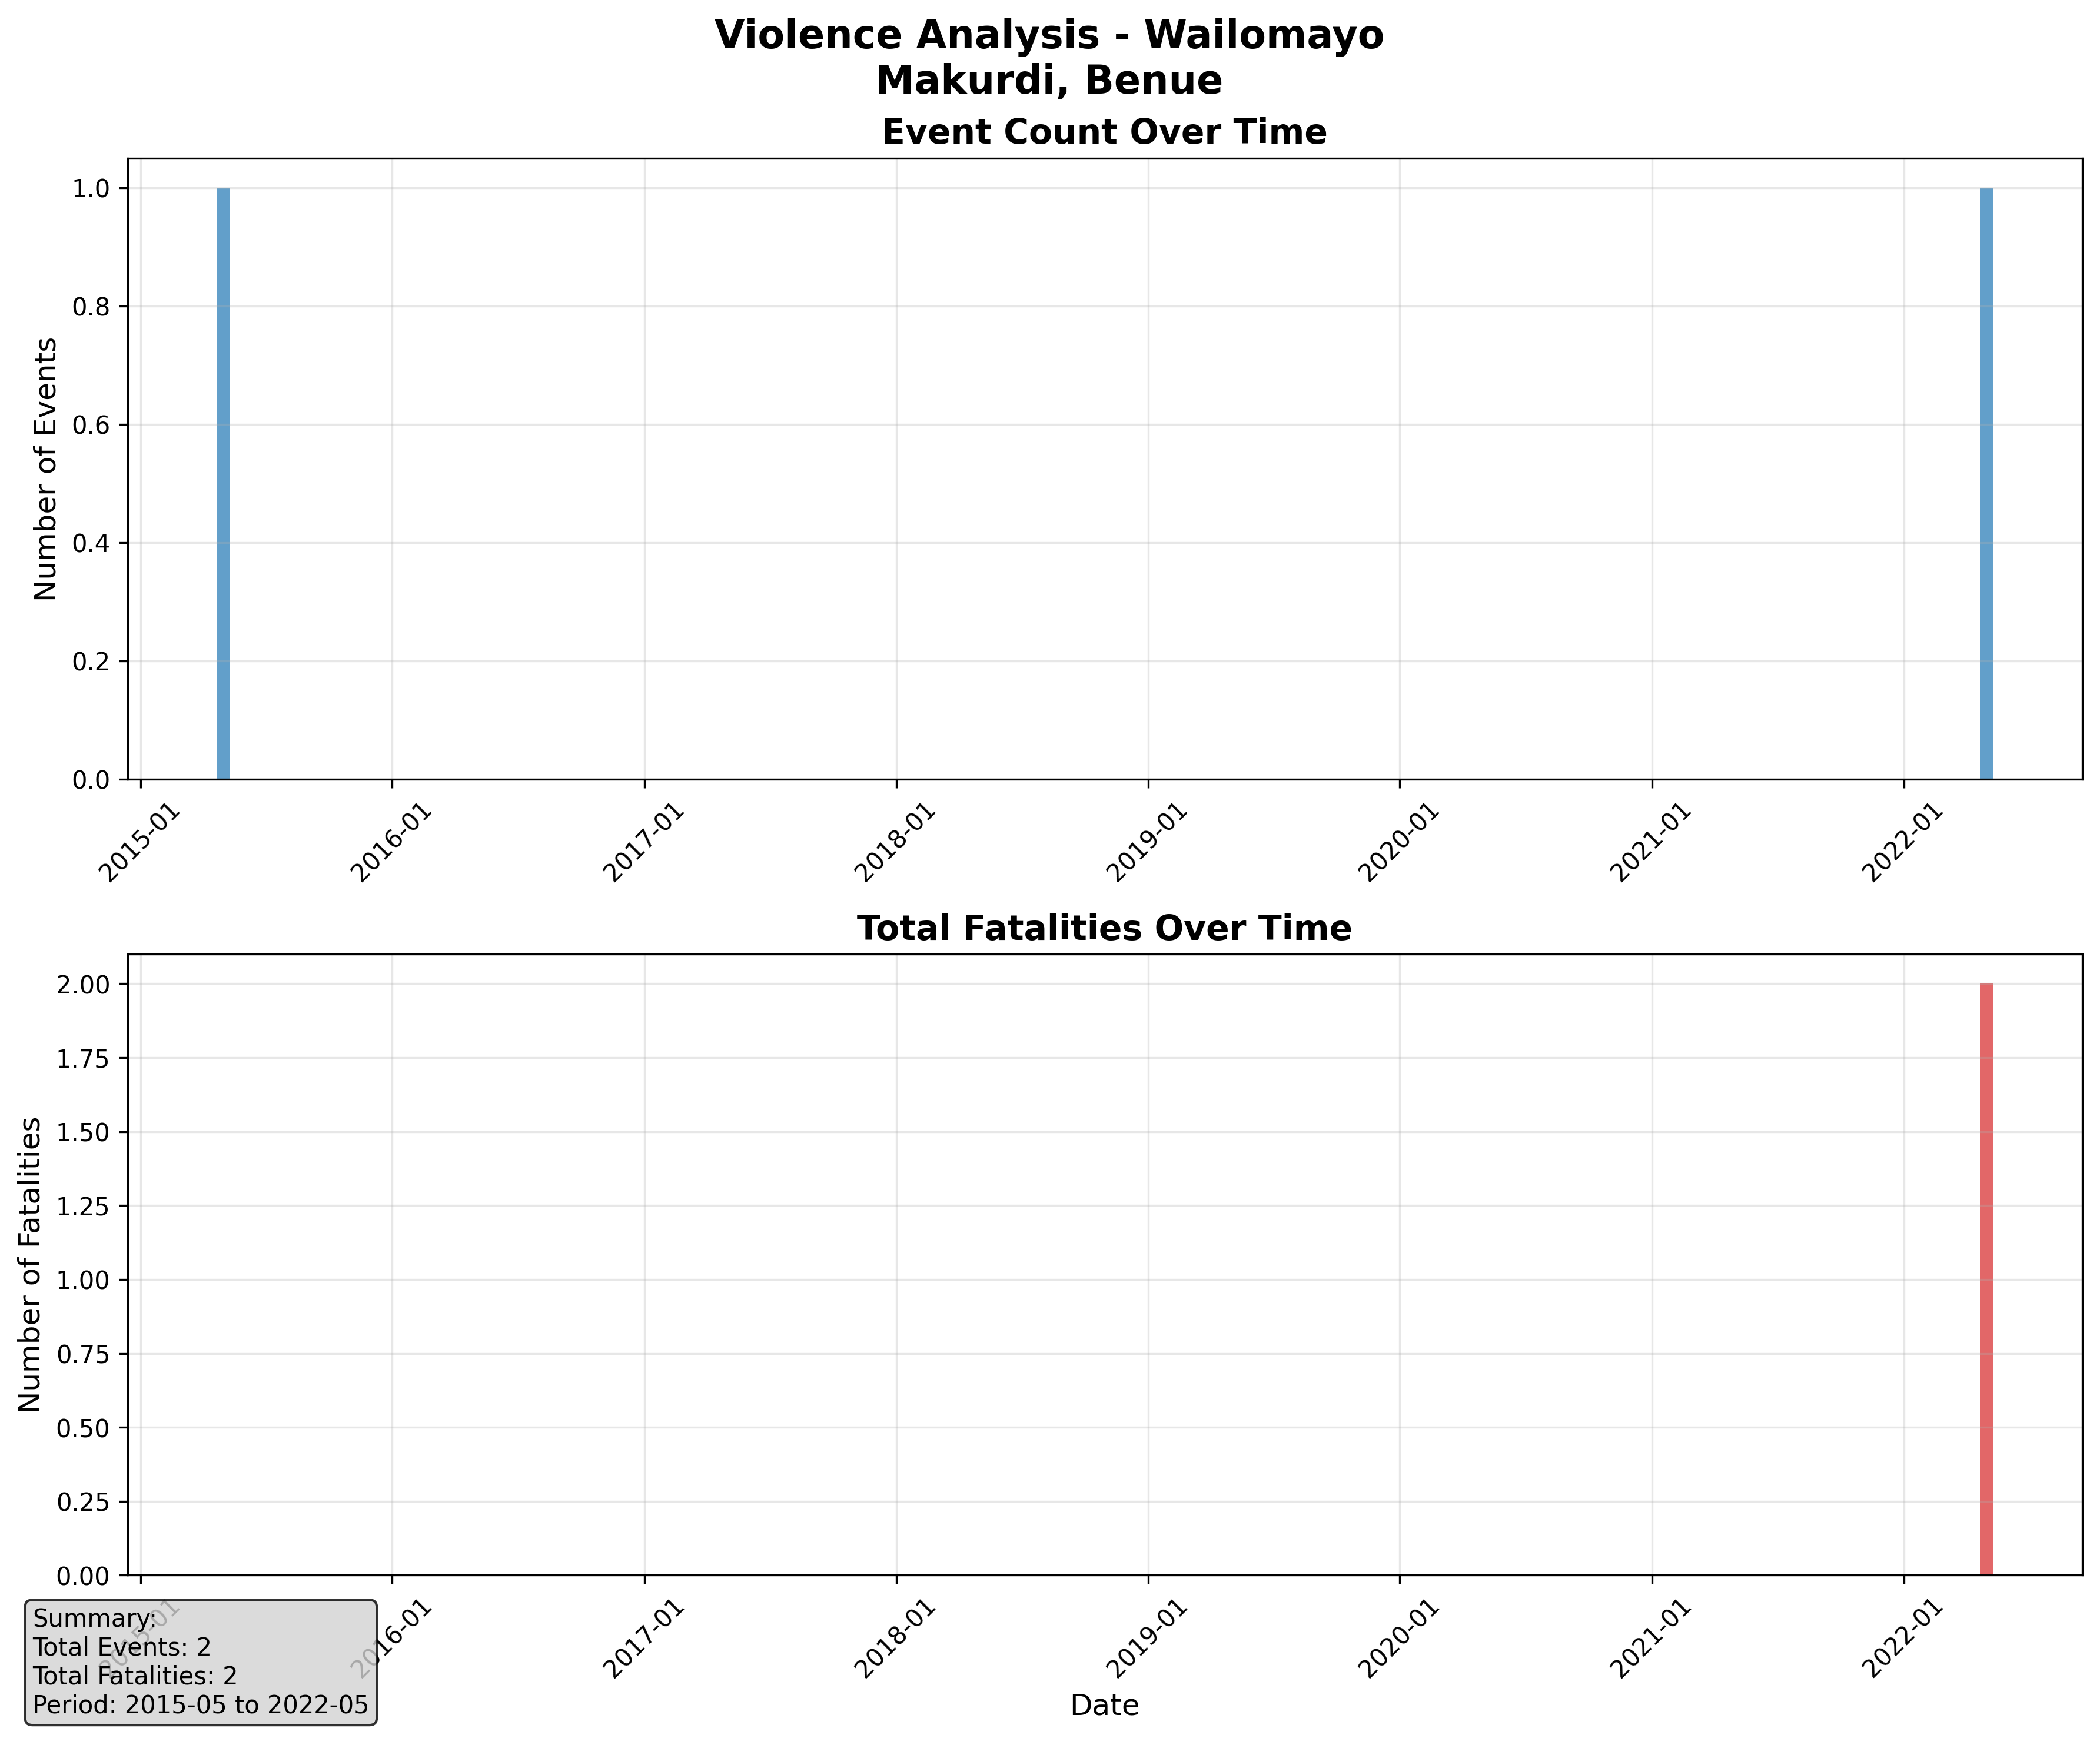 Violence Analysis - Wailomayo
Makurdi, Benue
Event Count Over Time
Number of Events
1.0
0.8
0.6
0.4
0.2
0.0
2015-01
2016-01
2017-01
2018-01
2019-01
2020-01
2021-01
2022-01
Total Fatalities Over Time
Number of Fatalities
2.00
1.75
1.50
1.25
1.00
0.75
0.50
0.25
0.00
2015-01
2016-01
2017-01
2018-01
2019-01
2020-01
2021-01
2022-01
Date
Summary:
Total Events: 2
Total Fatalities: 2
Period: 2015-05 to 2022-05